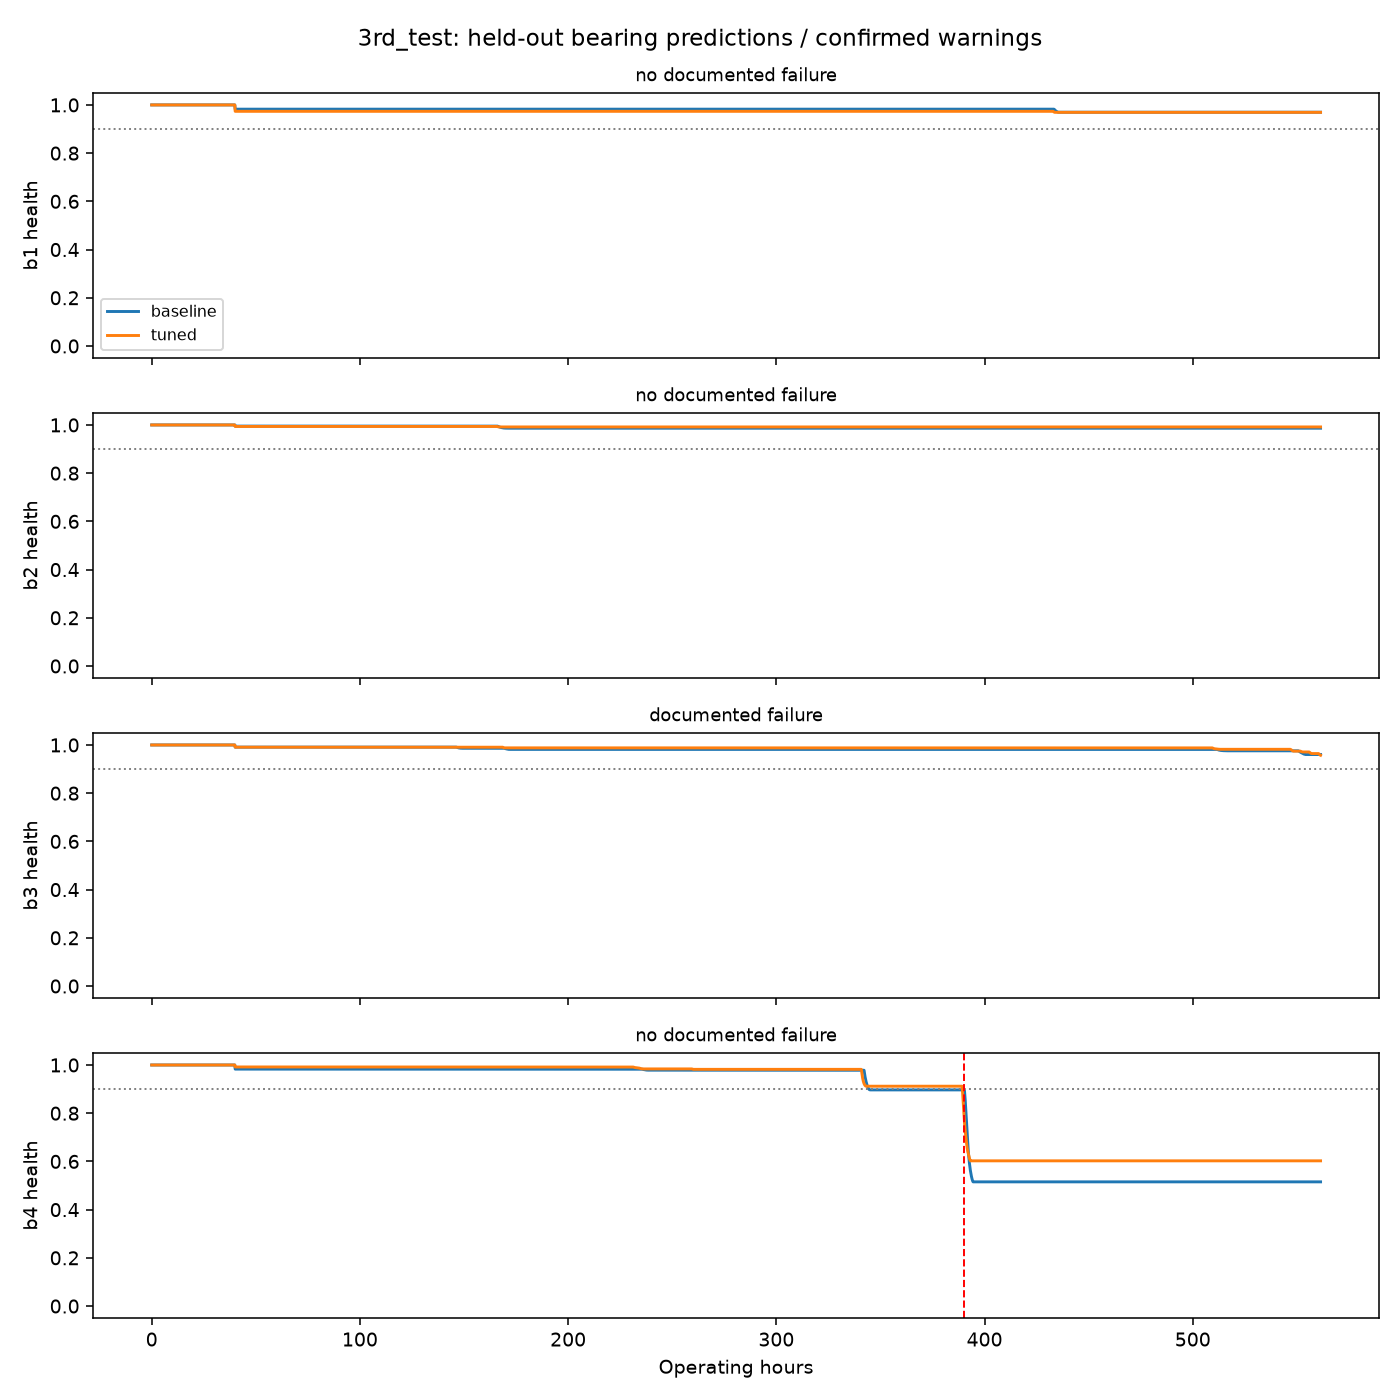 3rd_test: held-out bearing predictions / confirmed warnings
no documented failure
1.0
0.8
0.6
0.4
0.2
0.0
b1 health
baseline
tuned
no documented failure
1.0
0.8
0.6
0.4
0.2
0.0
b2 health
documented failure
1.0
0.8
0.6
0.4
0.2
0.0
b3 health
no documented failure
1.0
0.8
0.6
0.4
0.2
0.0
b4 health
0 100 200 300 400 500
Operating hours